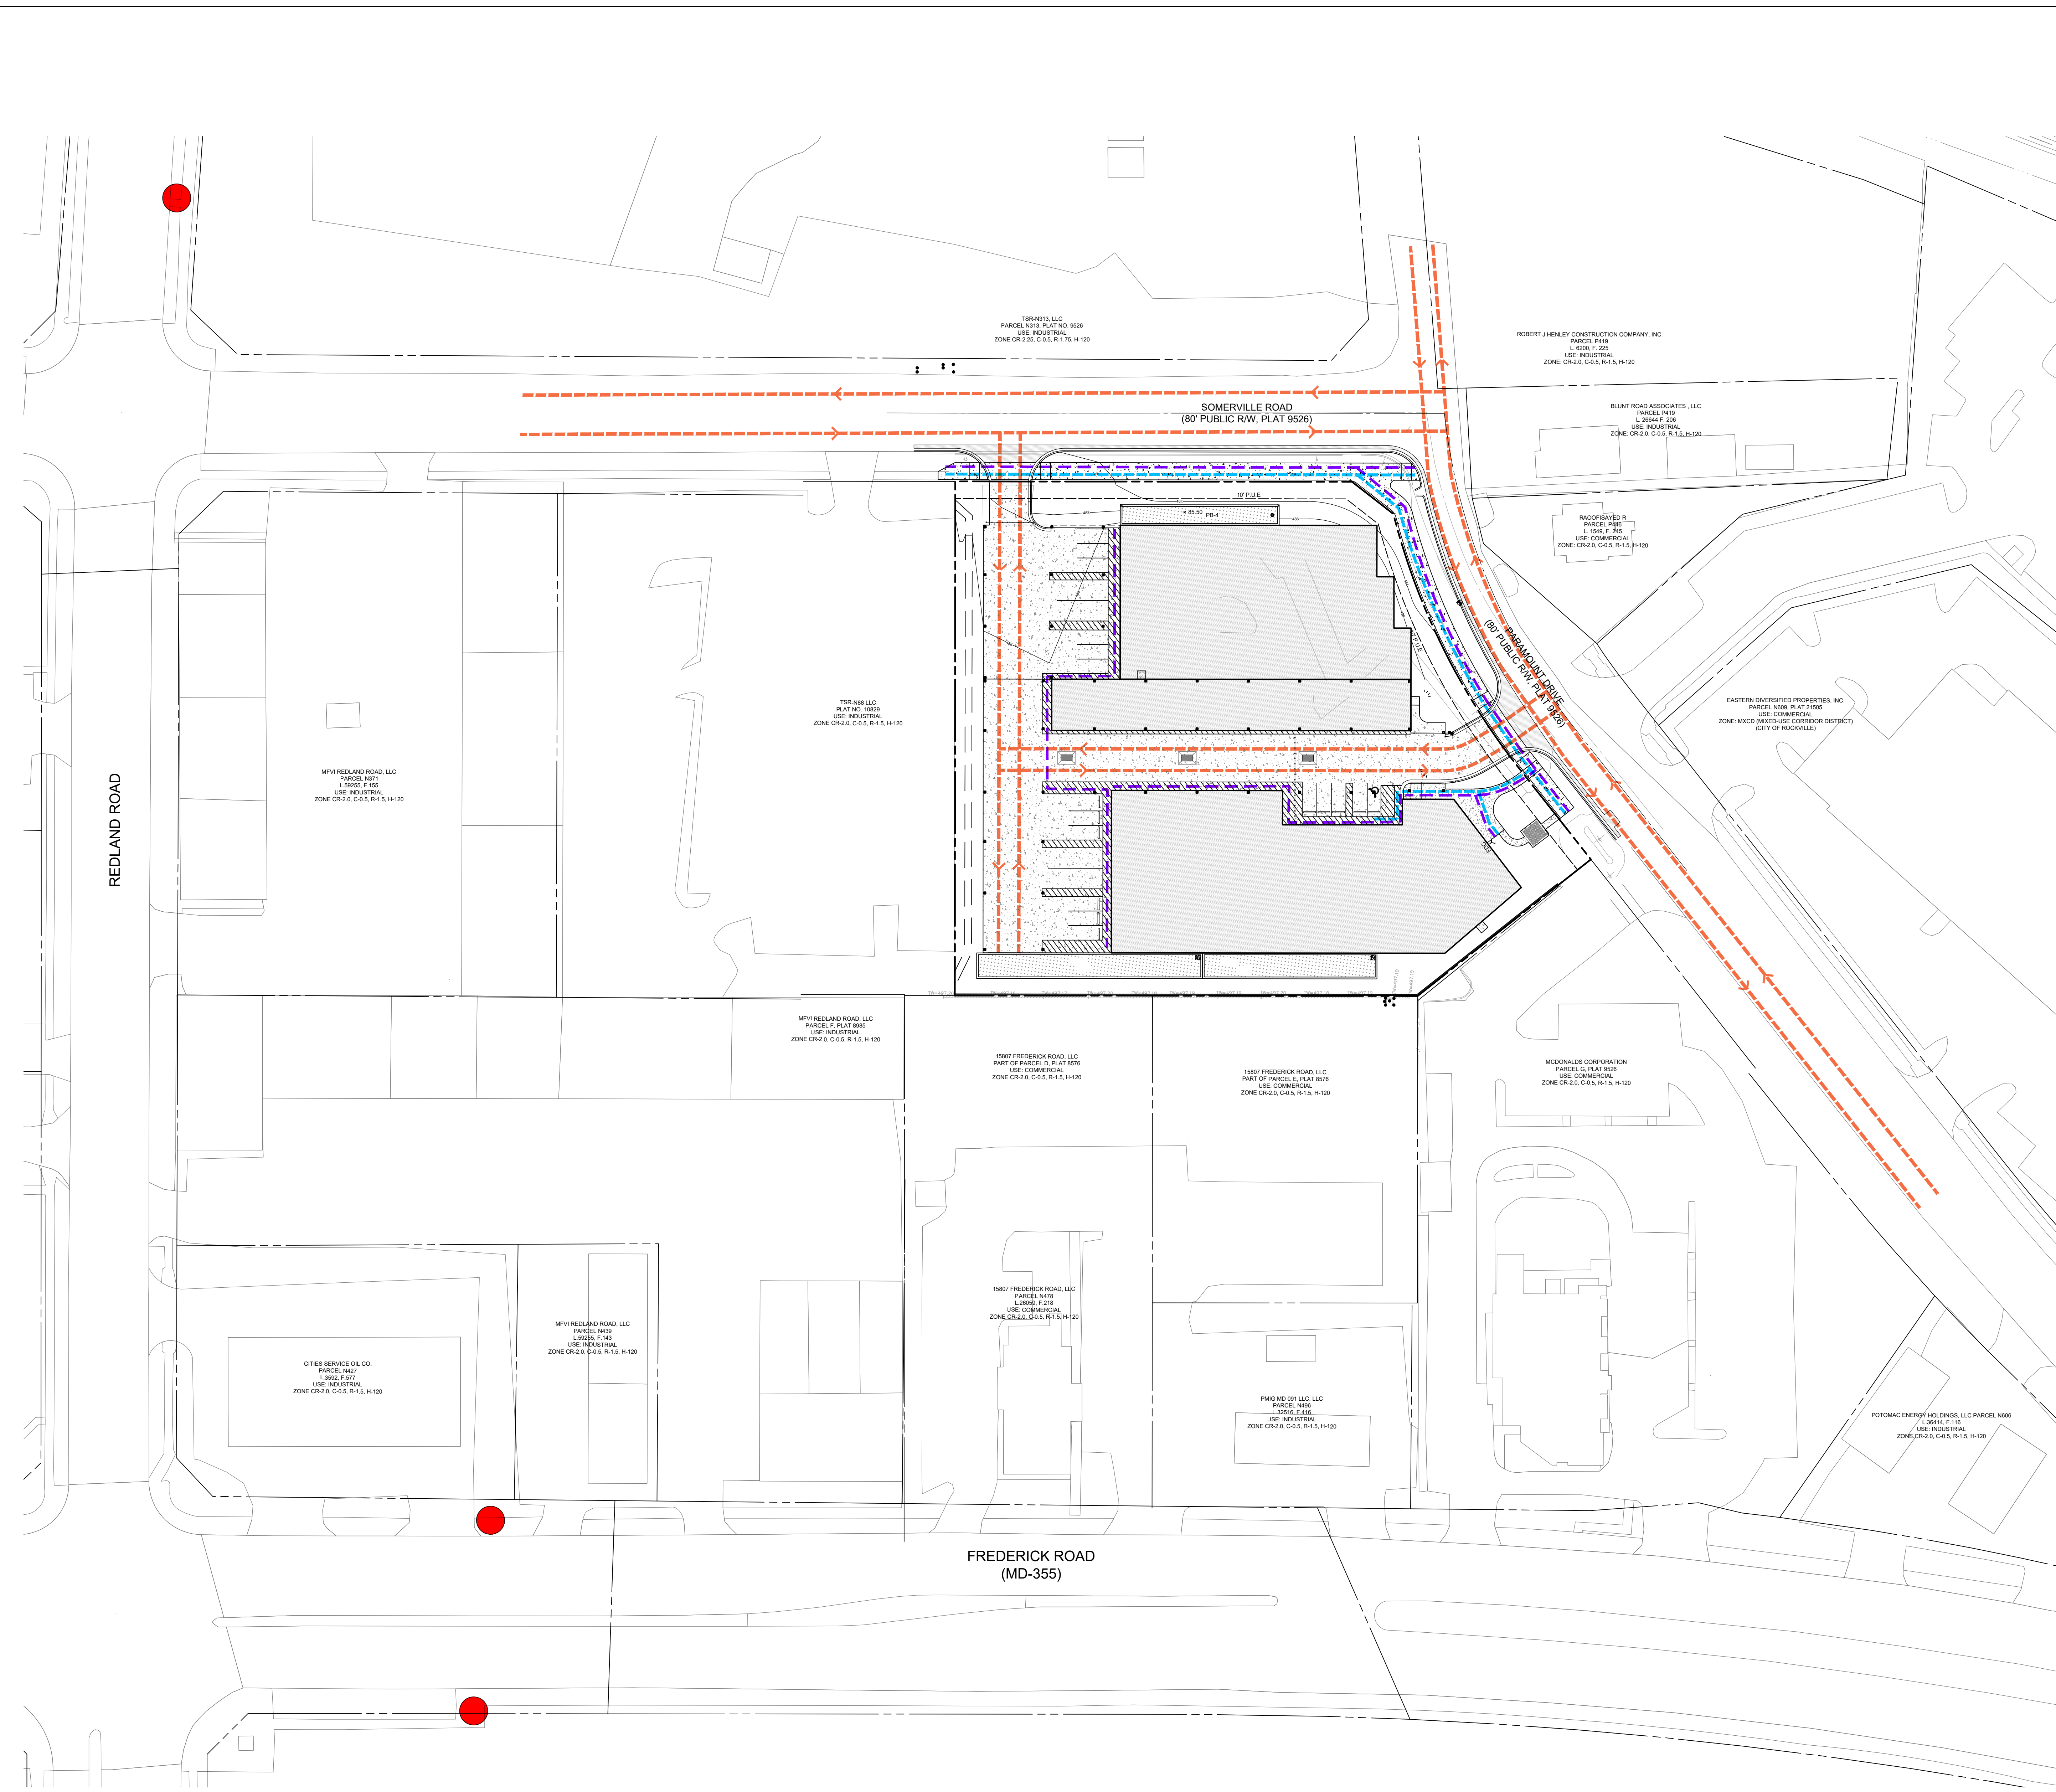 TSR-N313, LLC
PARCEL N313, PLAT NO. 9526
USE: INDUSTRIAL
ZONE CR-2.25, C-0.5, R-1.75, H-120
ROBERT J HENLEY CONSTRUCTION COMPANY, INC
PARCEL P419
L. 6200, F. 225
USE: INDUSTRIAL
ZONE: CR-2.0, C-0.5, R-1.5, H-120
SOMERVILLE ROAD
(80' PUBLIC R/W, PLAT 9526)
BLUNT ROAD ASSOCIATES , LLC
PARCEL P419
L. 26644 F. 206
USE: INDUSTRIAL
ZONE: CR-2.0, C-0.5, R-1.5, H-120
10' P.U.E
85.50
PB-4
RAOOFISAYED R
PARCEL P446
L. 1549, F. 245
USE: COMMERCIAL
ZONE: CR-2.0, C-0.5, R-1.5, H-120
10' P.U.E
PARAMOUNT DRIVE
(80' PUBLIC R/W, PLAT 9526)
TSR-N88 LLC
PLAT NO. 10829
USE: INDUSTRIAL
ZONE CR-2.0, C-0.5, R-1.5, H-120
EASTERN DIVERSIFIED PROPERTIES, INC.
PARCEL N609, PLAT 21505
USE: COMMERCIAL
ZONE: MXCD (MIXED-USE CORRIDOR DISTRICT)
(CITY OF ROCKVILLE)
REDLAND ROAD
MFVI REDLAND ROAD, LLC
PARCEL N371
L.59255, F.155
USE: INDUSTRIAL
ZONE CR-2.0, C-0.5, R-1.5, H-120
MFVI REDLAND ROAD, LLC
PARCEL F, PLAT 8985
USE: INDUSTRIAL
ZONE CR-2.0, C-0.5, R-1.5, H-120
15807 FREDERICK ROAD, LLC
PART OF PARCEL D, PLAT 8576
USE: COMMERCIAL
ZONE CR-2.0, C-0.5, R-1.5, H-120
15807 FREDERICK ROAD, LLC
PART OF PARCEL E, PLAT 8576
USE: COMMERCIAL
ZONE CR-2.0, C-0.5, R-1.5, H-120
MCDONALDS CORPORATION
PARCEL G, PLAT 9526
USE: COMMERCIAL
ZONE CR-2.0, C-0.5, R-1.5, H-120
15807 FREDERICK ROAD, LLC
PARCEL N478
L.26059, F.218
USE: COMMERCIAL
ZONE CR-2.0, C-0.5, R-1.5, H-120
MFVI REDLAND ROAD, LLC
PARCEL N439
L.59255, F.143
USE: INDUSTRIAL
ZONE CR-2.0, C-0.5, R-1.5, H-120
CITIES SERVICE OIL CO.
PARCEL N427
L.3592, F.577
USE: INDUSTRIAL
ZONE CR-2.0, C-0.5, R-1.5, H-120
PMIG MD 091 LLC, LLC
PARCEL N496
L.32516, F.416
USE: INDUSTRIAL
ZONE CR-2.0, C-0.5, R-1.5, H-120
POTOMAC ENERGY HOLDINGS, LLC PARCEL N606
L.36414, F.116
USE: INDUSTRIAL
ZONE CR-2.0, C-0.5, R-1.5, H-120
FREDERICK ROAD
(MD-355)